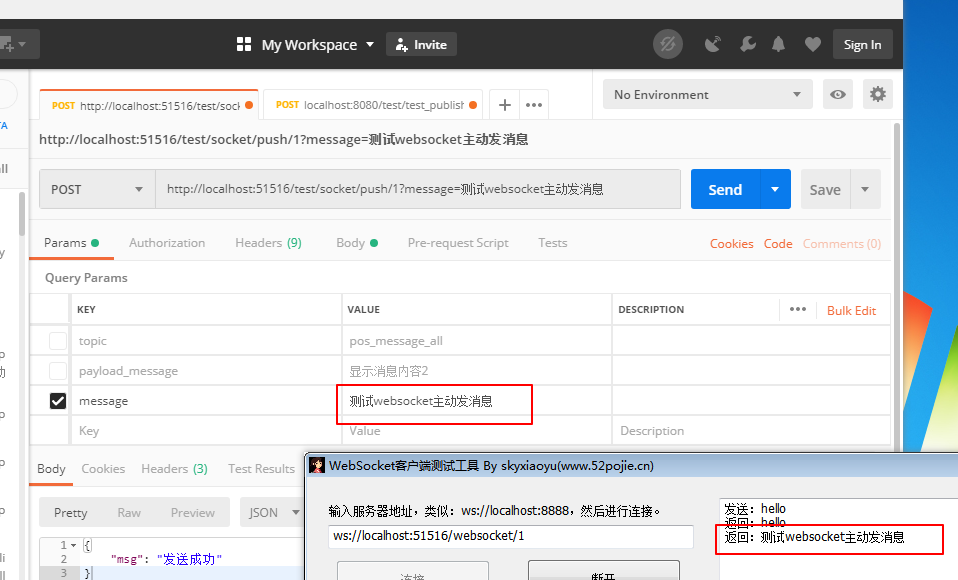 My Workspace
Invite
Sign In
POST http://localhost:51516/test/sock
POST localhost:8080/test/test_publish
No Environment
http://localhost:51516/test/socket/push/1?message=测试websocket主动发消息
POST
http://localhost:51516/test/socket/push/1?message=测试websocket主动发消息
Send
Save
Params
Authorization
Headers (9)
Body
Pre-request Script
Tests
Cookies
Code
Comments (0)
Query Params
KEY
VALUE
DESCRIPTION
Bulk Edit
topic
pos_message_all
payload_message
显示消息内容2
message
测试websocket主动发消息
Key
Value
Description
Body
Cookies
Headers (3)
Test Results
Pretty
Raw
Preview
JSON
1 {
2 "msg": "发送成功"
3 }
WebSocket客户端测试工具 By skyxiaoyu(www.52pojie.cn)
输入服务器地址，类似：ws://localhost:8888，然后进行连接。
ws://localhost:51516/websocket/1
连接
断开
发送：hello
返回：hello
返回：测试websocket主动发消息